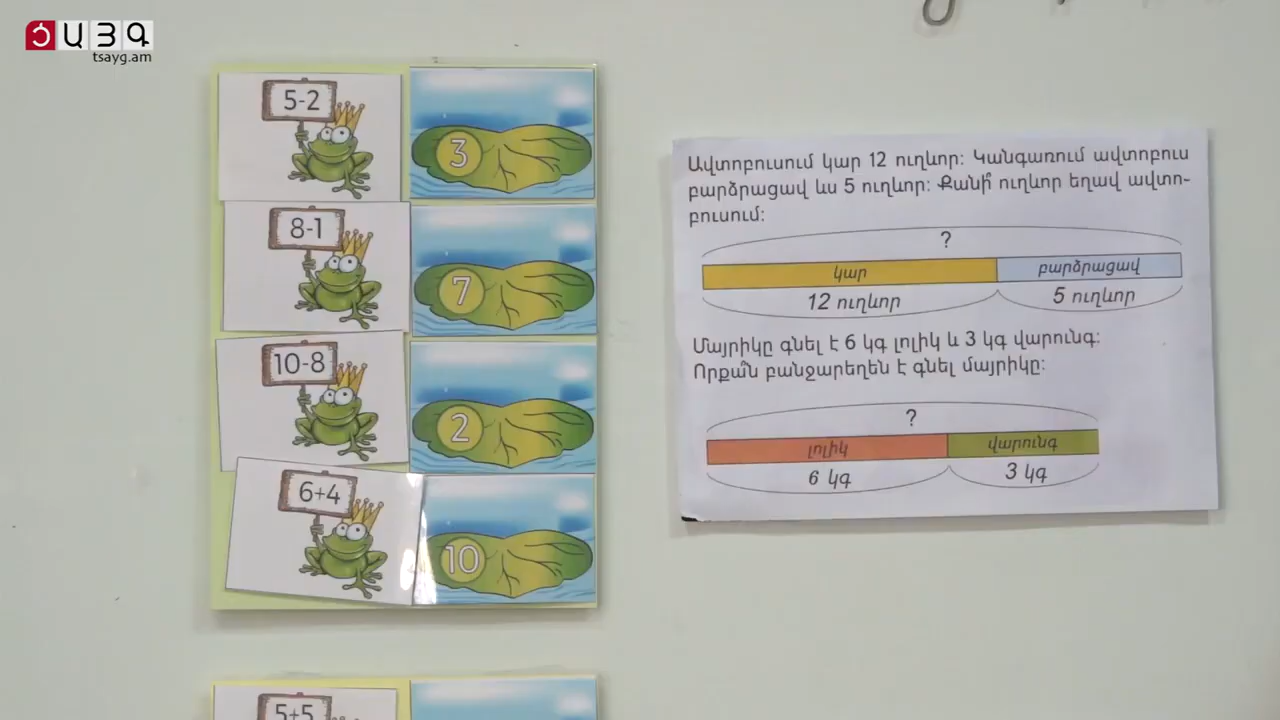 ԾԱՅԳ
tsayg.am
5-2
3
8-1
7
10-8
2
6+4
10
5+5
Ավտոբուսում կար 12 ուղևոր։ Կանգառում ավտոբուս
բարձրացավ ևս 5 ուղևոր։ Քանի՞ ուղևոր եղավ ավտո-
բուսում։
?
կար
բարձրացավ
12 ուղևոր
5 ուղևոր
Մայրիկը գնել է 6 կգ լոլիկ և 3 կգ վարունգ։
Որքա՞ն բանջարեղեն է գնել մայրիկը։
?
լոլիկ
վարունգ
6 կգ
3 կգ